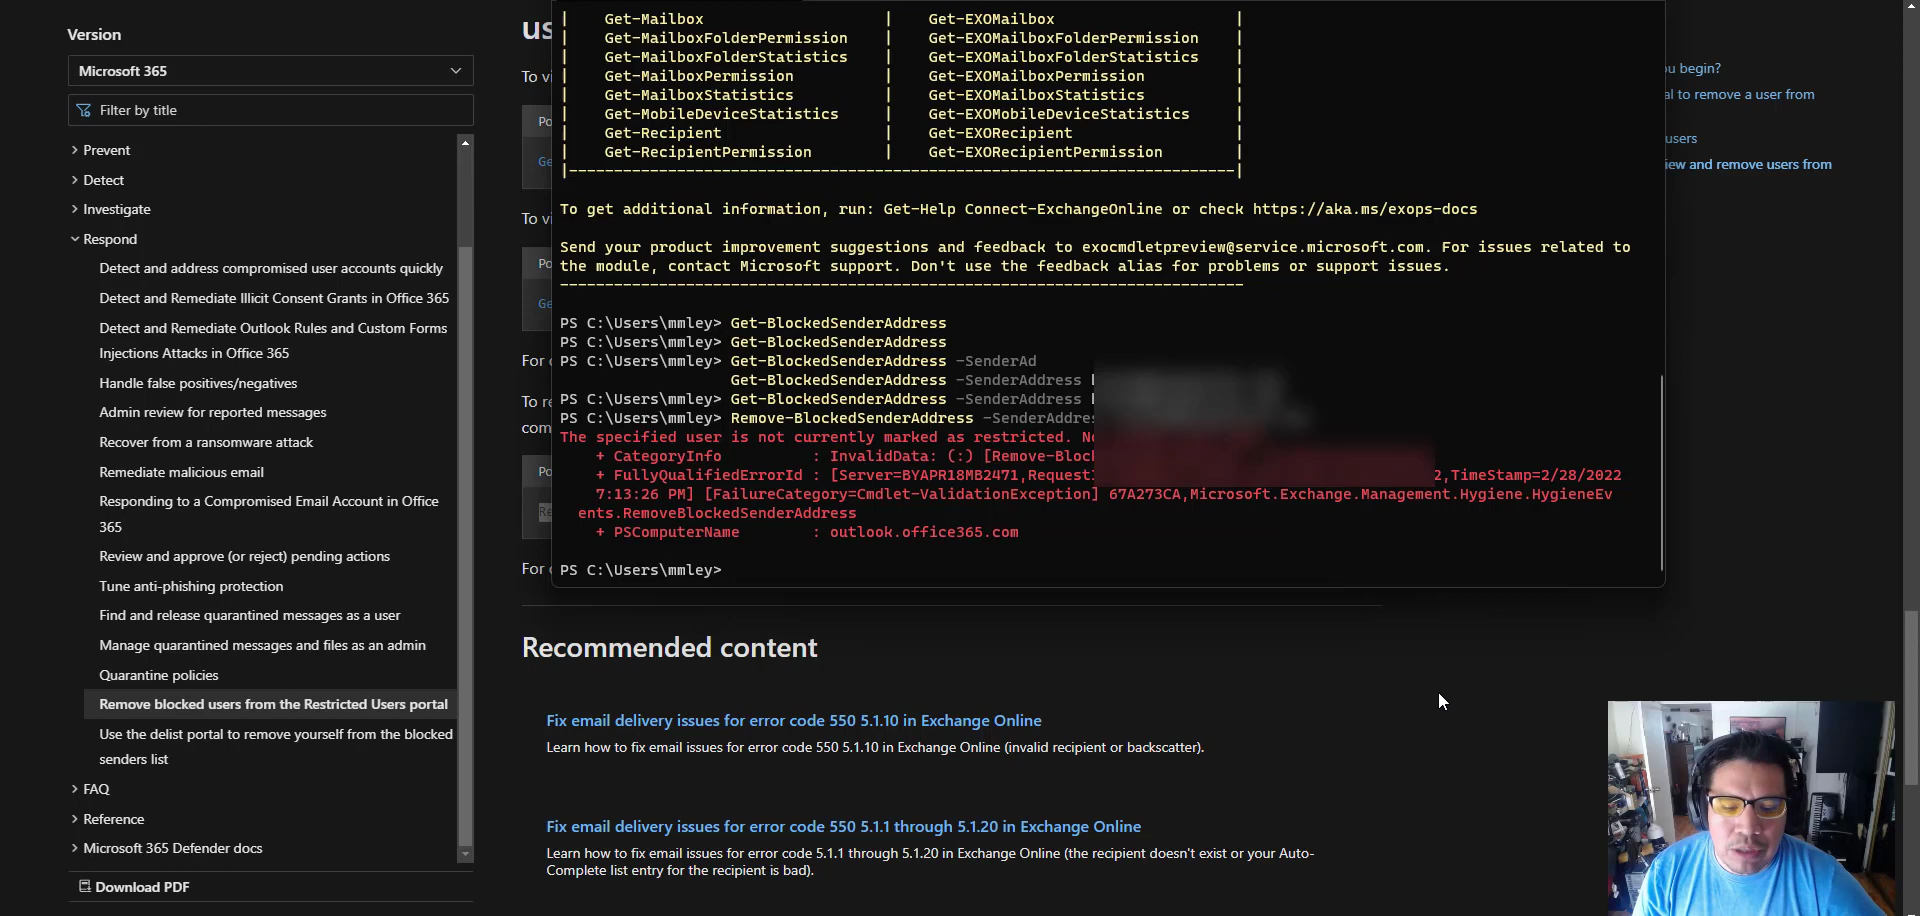 Version
Microsoft 365
Filter by title
Prevent
Detect
Investigate
Respond
Detect and address compromised user accounts quickly
Detect and Remediate Illicit Consent Grants in Office 365
Detect and Remediate Outlook Rules and Custom Forms
Injections Attacks in Office 365
Handle false positives/negatives
Admin review for reported messages
Recover from a ransomware attack
Remediate malicious email
Responding to a Compromised Email Account in Office
365
Review and approve (or reject) pending actions
Tune anti-phishing protection
Find and release quarantined messages as a user
Manage quarantined messages and files as an admin
Quarantine policies
Remove blocked users from the Restricted Users portal
Use the delist portal to remove yourself from the blocked
senders list
FAQ
Reference
Microsoft 365 Defender docs
Download PDF
us
To vi
Po
Ge
To vi
Po
Ge
For
To re
com
Po
Re
For
| Get-Mailbox | Get-EXOMailbox |
| Get-MailboxFolderPermission | Get-EXOMailboxFolderPermission |
| Get-MailboxFolderStatistics | Get-EXOMailboxFolderStatistics |
| Get-MailboxPermission | Get-EXOMailboxPermission |
| Get-MailboxStatistics | Get-EXOMailboxStatistics |
| Get-MobileDeviceStatistics | Get-EXOMobileDeviceStatistics |
| Get-Recipient | Get-EXORecipient |
| Get-RecipientPermission | Get-EXORecipientPermission |
|--------------------------------------------------------------------------|
To get additional information, run: Get-Help Connect-ExchangeOnline or check https://aka.ms/exops-docs
Send your product improvement suggestions and feedback to exocmdletpreview@service.microsoft.com. For issues related to
the module, contact Microsoft support. Don't use the feedback alias for problems or support issues.
----------------------------------------------------------------------------
PS C:\Users\mmley> Get-BlockedSenderAddress
PS C:\Users\mmley> Get-BlockedSenderAddress
PS C:\Users\mmley> Get-BlockedSenderAddress -SenderAd
Get-BlockedSenderAddress -SenderAddress
PS C:\Users\mmley> Get-BlockedSenderAddress -SenderAddress
PS C:\Users\mmley> Remove-BlockedSenderAddress -SenderAddres
The specified user is not currently marked as restricted. N
+ CategoryInfo : InvalidData: (:) [Remove-Bloc
+ FullyQualifiedErrorId : [Server=BYAPR18MB2471,Request 2,TimeStamp=2/28/2022
7:13:26 PM] [FailureCategory=Cmdlet-ValidationException] 67A273CA,Microsoft.Exchange.Management.Hygiene.HygieneEv
ents.RemoveBlockedSenderAddress
+ PSComputerName : outlook.office365.com
PS C:\Users\mmley>
ou begin?
al to remove a user from
users
iew and remove users from
Recommended content
Fix email delivery issues for error code 550 5.1.10 in Exchange Online
Learn how to fix email issues for error code 550 5.1.10 in Exchange Online (invalid recipient or backscatter).
Fix email delivery issues for error code 550 5.1.1 through 5.1.20 in Exchange Online
Learn how to fix email issues for error code 5.1.1 through 5.1.20 in Exchange Online (the recipient doesn't exist or your Auto-
Complete list entry for the recipient is bad).